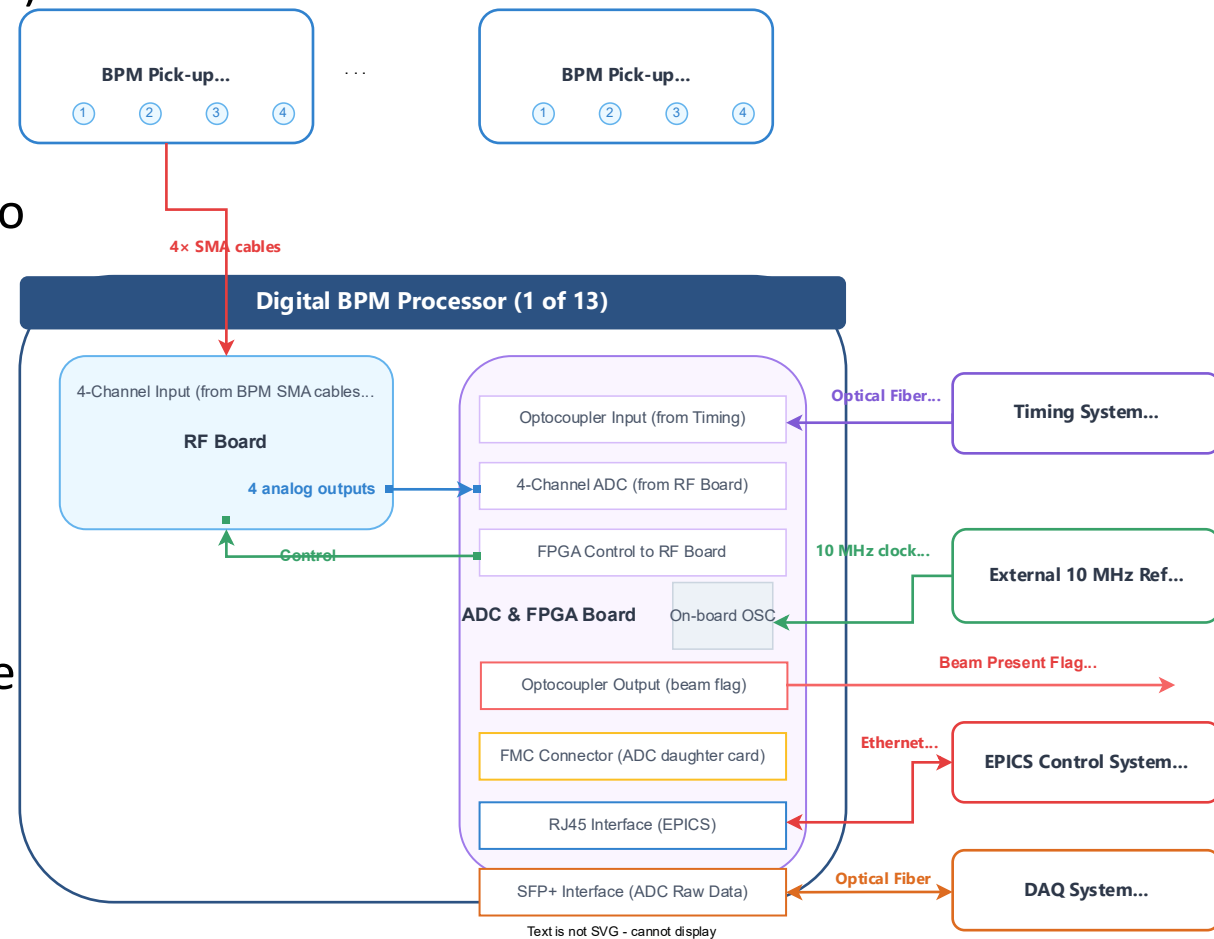 )
BPM Pick-up...
1 2 3 4
...
BPM Pick-up...
1 2 3 4
o
4× SMA cables
Digital BPM Processor (1 of 13)
4-Channel Input (from BPM SMA cables...
RF Board
4 analog outputs
Control
Optocoupler Input (from Timing)
4-Channel ADC (from RF Board)
FPGA Control to RF Board
ADC & FPGA Board
On-board OSC
Optocoupler Output (beam flag)
FMC Connector (ADC daughter card)
RJ45 Interface (EPICS)
SFP+ Interface (ADC Raw Data)
Optical Fiber...
Timing System...
10 MHz clock...
External 10 MHz Ref...
Beam Present Flag...
e
Ethernet...
EPICS Control System...
Optical Fiber
DAQ System...
Text is not SVG - cannot display